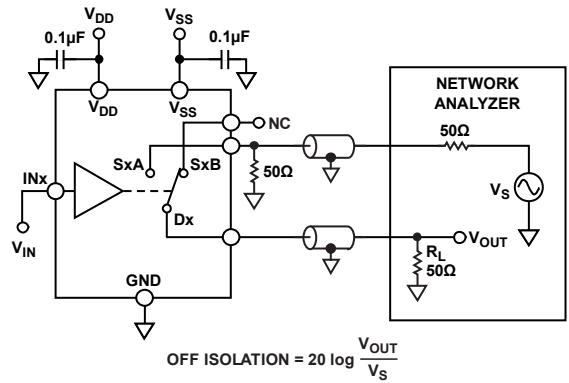 VDD
VSS
0.1µF
0.1µF
VDD
VSS
NC
NETWORK
ANALYZER
50Ω
SxA
SxB
50Ω
INx
VS
Dx
VOUT
VIN
RL
50Ω
GND
OFF ISOLATION = 20 log VOUT
VS